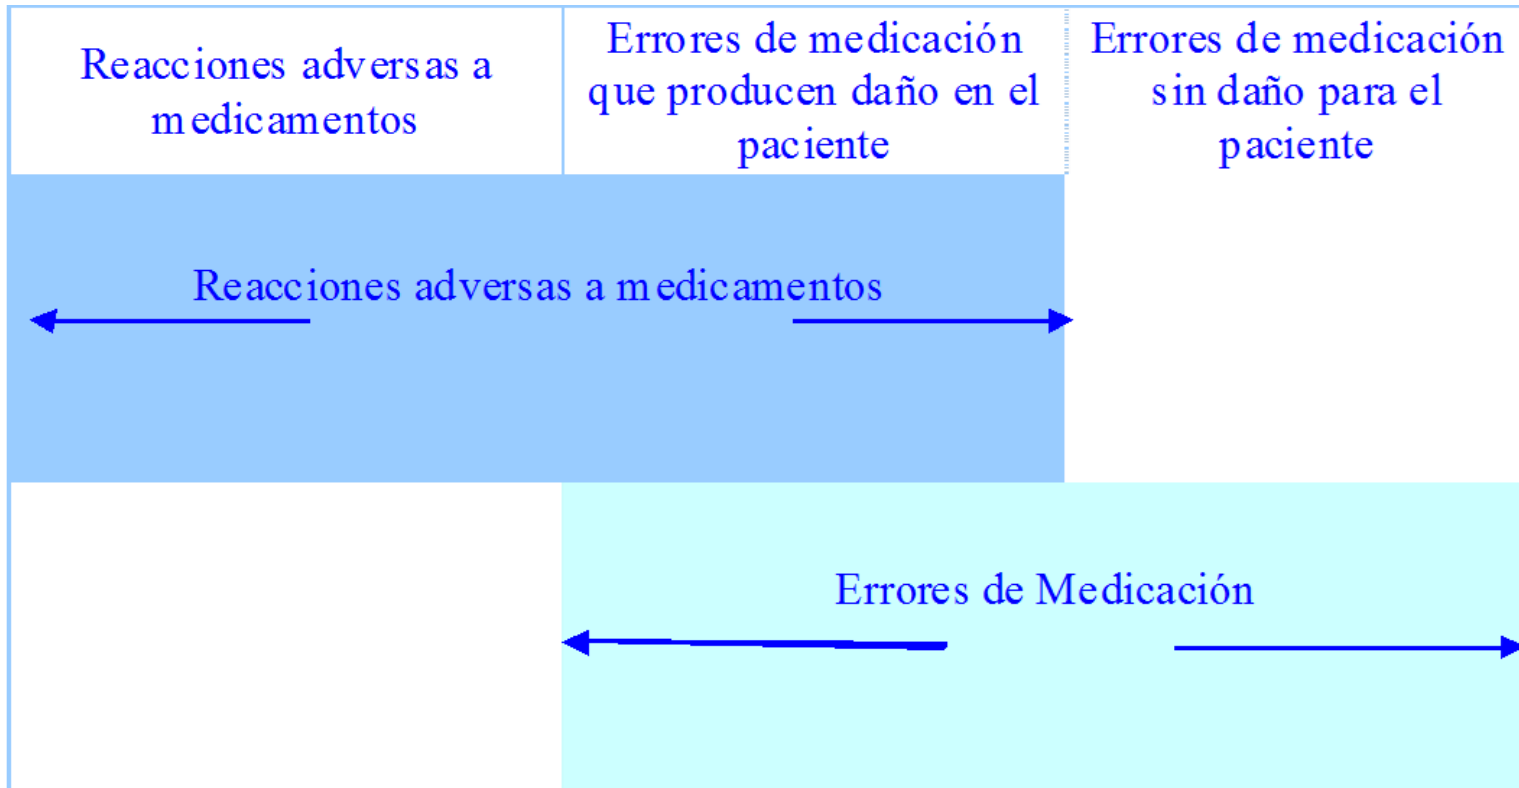 Reacciones adversas a
medicamentos
Errores de medicación
que producen daño en el
paciente
Errores de medicación
sin daño para el
paciente
Reacciones adversas a medicamentos
Errores de Medicación